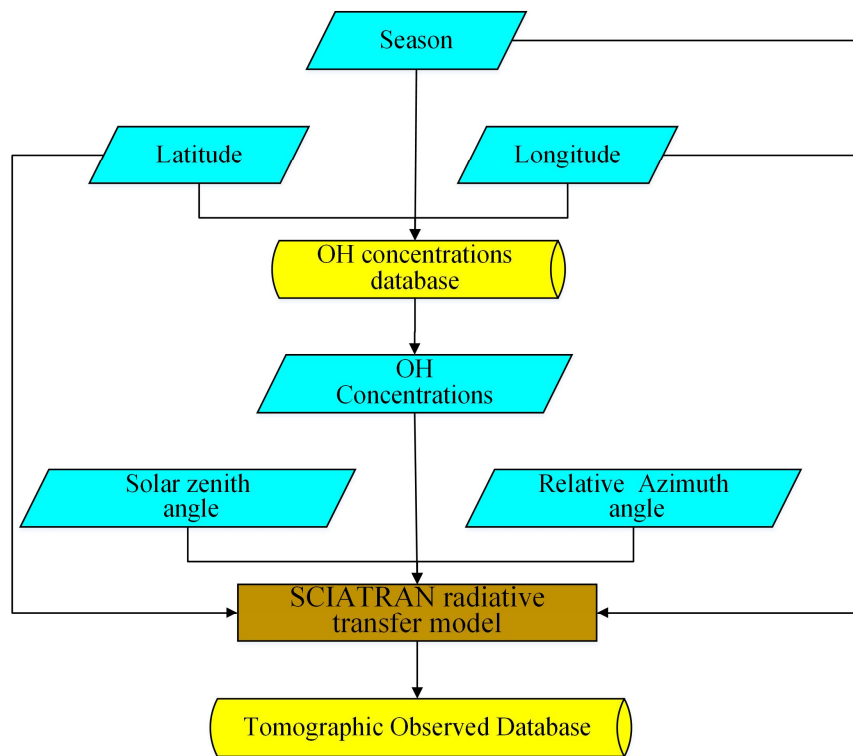 Season
Latitude
Longitude
OH concentrations
database
OH
Concentrations
Solar zenith
angle
Relative Azimuth
angle
SCIATRAN radiative
transfer model
Tomographic Observed Database